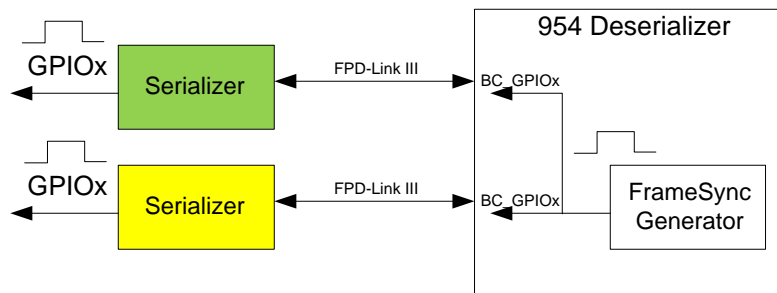 954 Deserializer
GPIOx
Serializer
FPD-Link III
BC_GPIOx
GPIOx
Serializer
FPD-Link III
BC_GPIOx
FrameSync
Generator